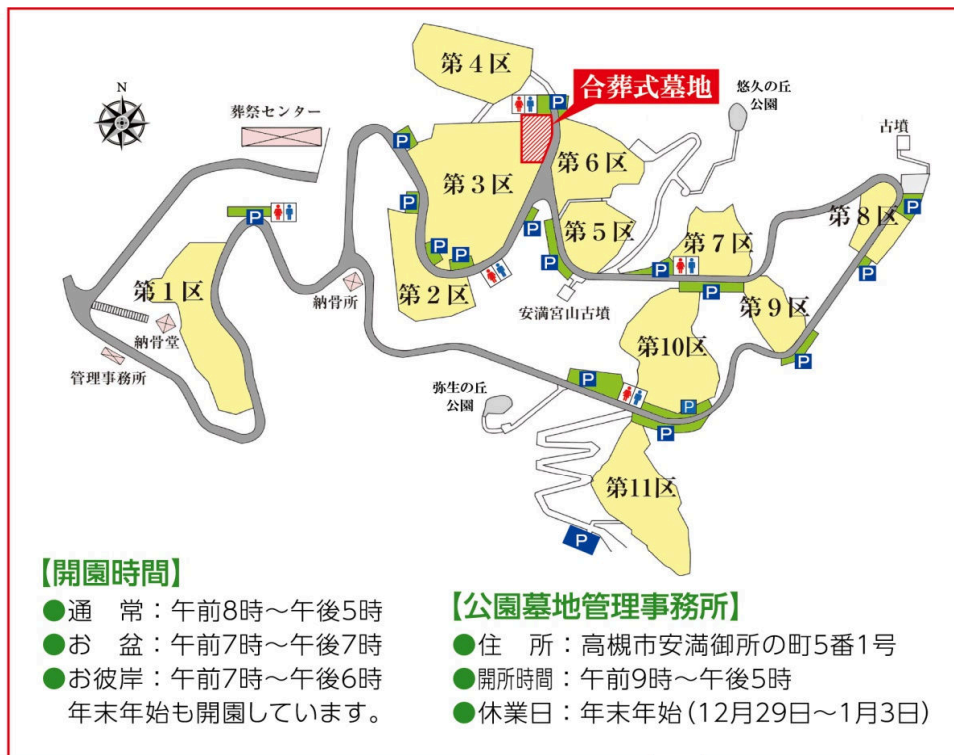 第4区
合葬式墓地
悠久の丘
公園
N
葬祭センター
P
古墳
P
第6区
第3区
P
第8区
P
P
P
第5区
第7区
P
P
P
P
P
P
第1区
納骨所
第2区
安満宮山古墳
P
第9区
納骨堂
第10区
P
管理事務所
弥生の丘
公園
P
P
P
第11区
P
【開園時間】
●通　常：午前8時～午後5時
●お　盆：午前7時～午後7時
●お彼岸：午前7時～午後6時
年末年始も開園しています。
【公園墓地管理事務所】
●住　所：高槻市安満御所の町5番1号
●開所時間：午前9時～午後5時
●休業日：年末年始（12月29日～1月3日）